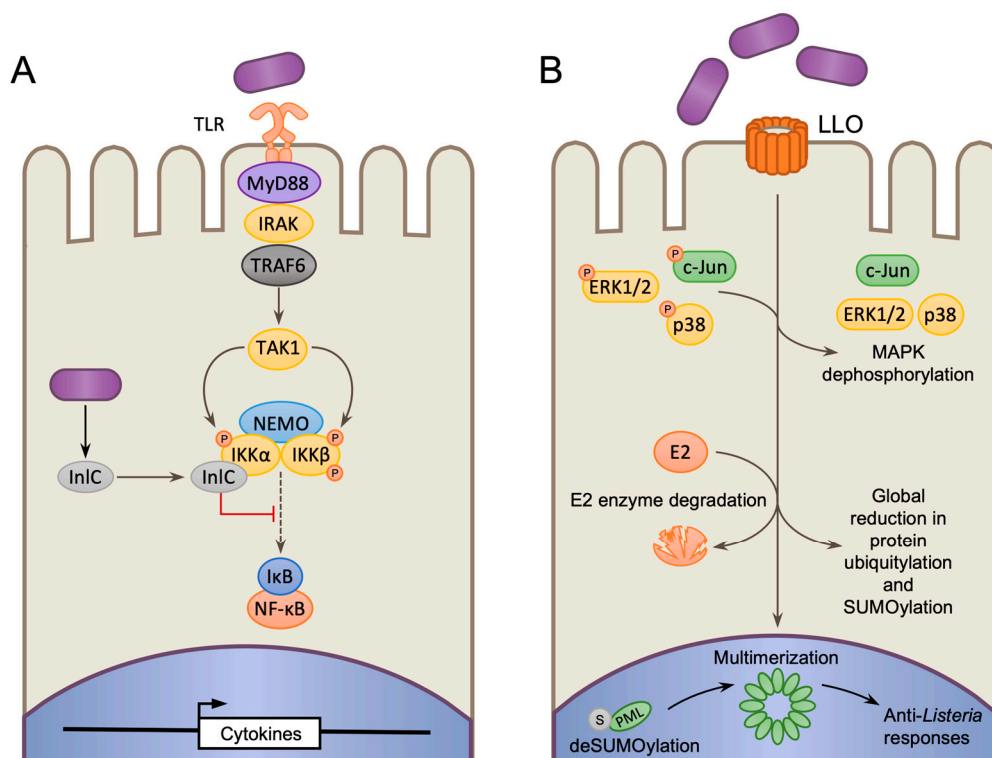 A
TLR
MyD88
IRAK
TRAF6
TAK1
NEMO
P
P
IKKα
IKKβ
P
InlC
InlC
IκB
NF-κB
Cytokines
B
LLO
P
c-Jun
P
ERK1/2
P
p38
c-Jun
ERK1/2
p38
MAPK
dephosphorylation
E2
E2 enzyme degradation
Global
reduction in
protein
ubiquitylation
and
SUMOylation
Multimerization
S
PML
deSUMOylation
Anti-Listeria
responses